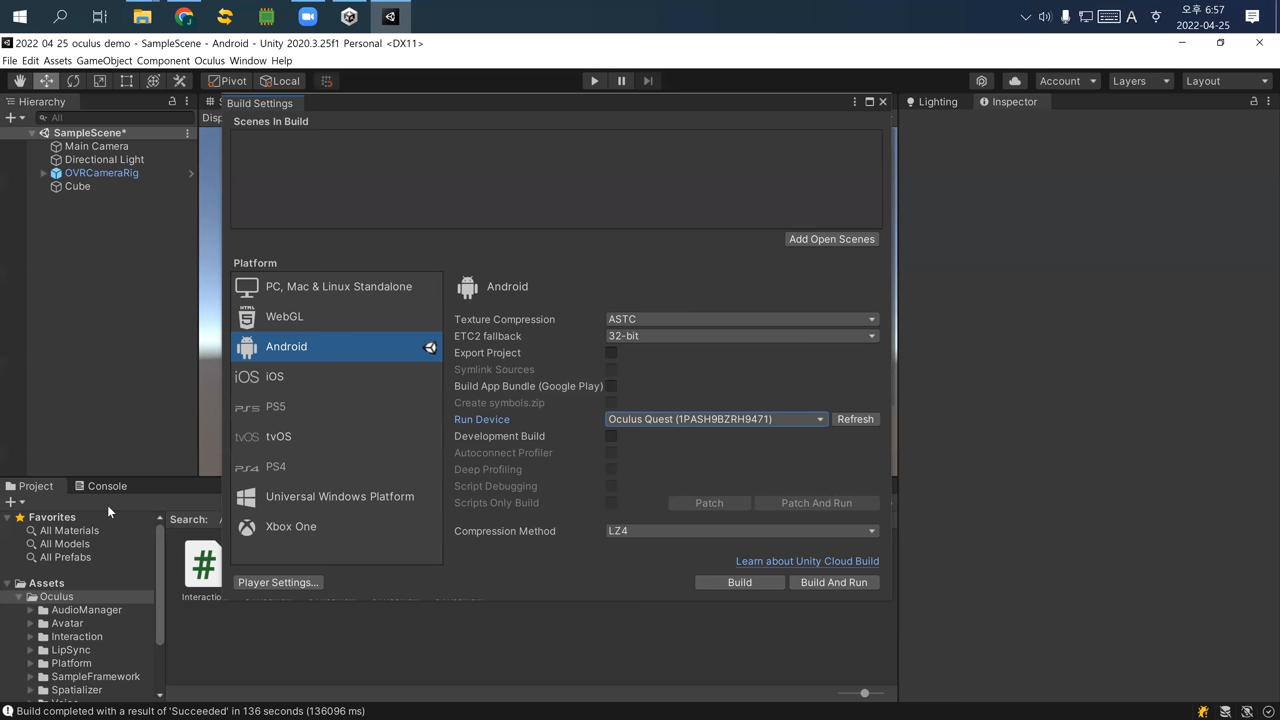 A
오후 6:57
2022-04-25
2022 04 25 oculus demo - SampleScene - Android - Unity 2020.3.25f1 Personal <DX11>
File Edit Assets GameObject Component Oculus Window Help
Pivot Local Account Layers Layout
Hierarchy
All
SampleScene*
Main Camera
Directional Light
OVRCameraRig
Cube
Build Settings
Scenes In Build
Add Open Scenes
Platform
PC, Mac & Linux Standalone
HTML
WebGL
Android
iOS iOS
PS5
tvOS tvOS
PS4
Universal Windows Platform
Xbox One
Android
Texture Compression ASTC
ETC2 fallback 32-bit
Export Project
Symlink Sources
Build App Bundle (Google Play)
Create symbols.zip
Run Device Oculus Quest (1PASH9BZRH9471) Refresh
Development Build
Autoconnect Profiler
Deep Profiling
Script Debugging
Scripts Only Build Patch Patch And Run
Compression Method LZ4
Learn about Unity Cloud Build
Player Settings... Build Build And Run
Lighting Inspector
Project Console
Search:
Favorites
All Materials
All Models
All Prefabs
Assets
Oculus
AudioManager
Avatar
Interaction
LipSync
Platform
SampleFramework
Spatializer
#
Interaction...
Build completed with a result of 'Succeeded' in 136 seconds (136096 ms)